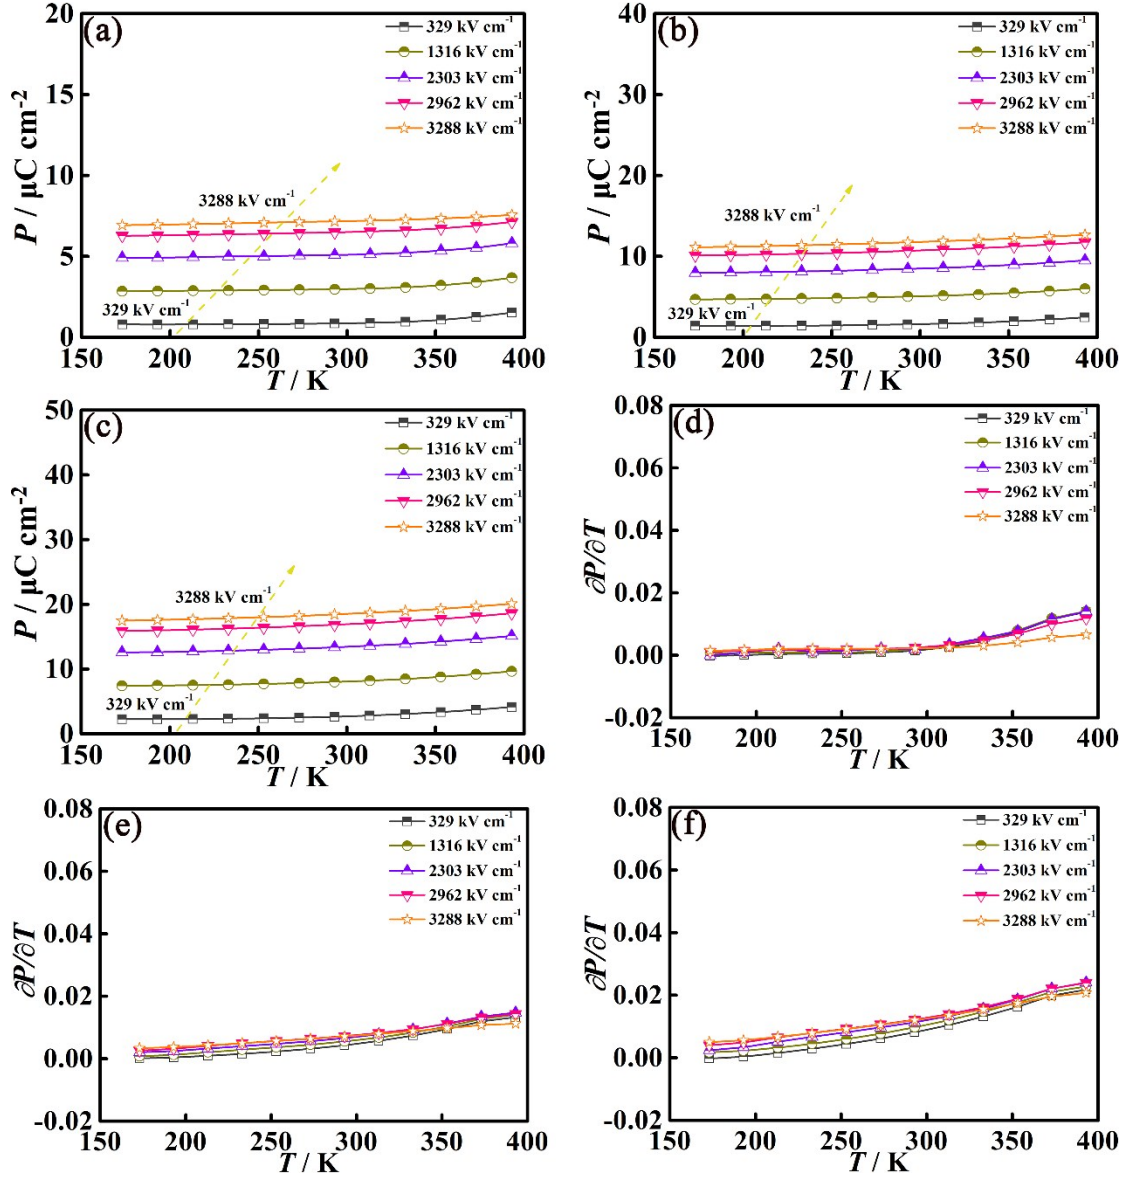 (a)
20
15
10
5
0
P / μC cm⁻²
329 kV cm⁻¹
1316 kV cm⁻¹
2303 kV cm⁻¹
2962 kV cm⁻¹
3288 kV cm⁻¹
3288 kV cm⁻¹
329 kV cm⁻¹
150 200 250 300 350 400
T / K
(b)
40
30
20
10
0
P / μC cm⁻²
329 kV cm⁻¹
1316 kV cm⁻¹
2303 kV cm⁻¹
2962 kV cm⁻¹
3288 kV cm⁻¹
3288 kV cm⁻¹
329 kV cm⁻¹
150 200 250 300 350 400
T / K
(c)
50
40
30
20
10
0
P / μC cm⁻²
329 kV cm⁻¹
1316 kV cm⁻¹
2303 kV cm⁻¹
2962 kV cm⁻¹
3288 kV cm⁻¹
3288 kV cm⁻¹
329 kV cm⁻¹
150 200 250 300 350 400
T / K
(d)
0.08
0.06
0.04
0.02
0.00
-0.02
∂P/∂T
329 kV cm⁻¹
1316 kV cm⁻¹
2303 kV cm⁻¹
2962 kV cm⁻¹
3288 kV cm⁻¹
150 200 250 300 350 400
T / K
(e)
0.08
0.06
0.04
0.02
0.00
-0.02
∂P/∂T
329 kV cm⁻¹
1316 kV cm⁻¹
2303 kV cm⁻¹
2962 kV cm⁻¹
3288 kV cm⁻¹
150 200 250 300 350 400
T / K
(f)
0.08
0.06
0.04
0.02
0.00
-0.02
∂P/∂T
329 kV cm⁻¹
1316 kV cm⁻¹
2303 kV cm⁻¹
2962 kV cm⁻¹
3288 kV cm⁻¹
150 200 250 300 350 400
T / K